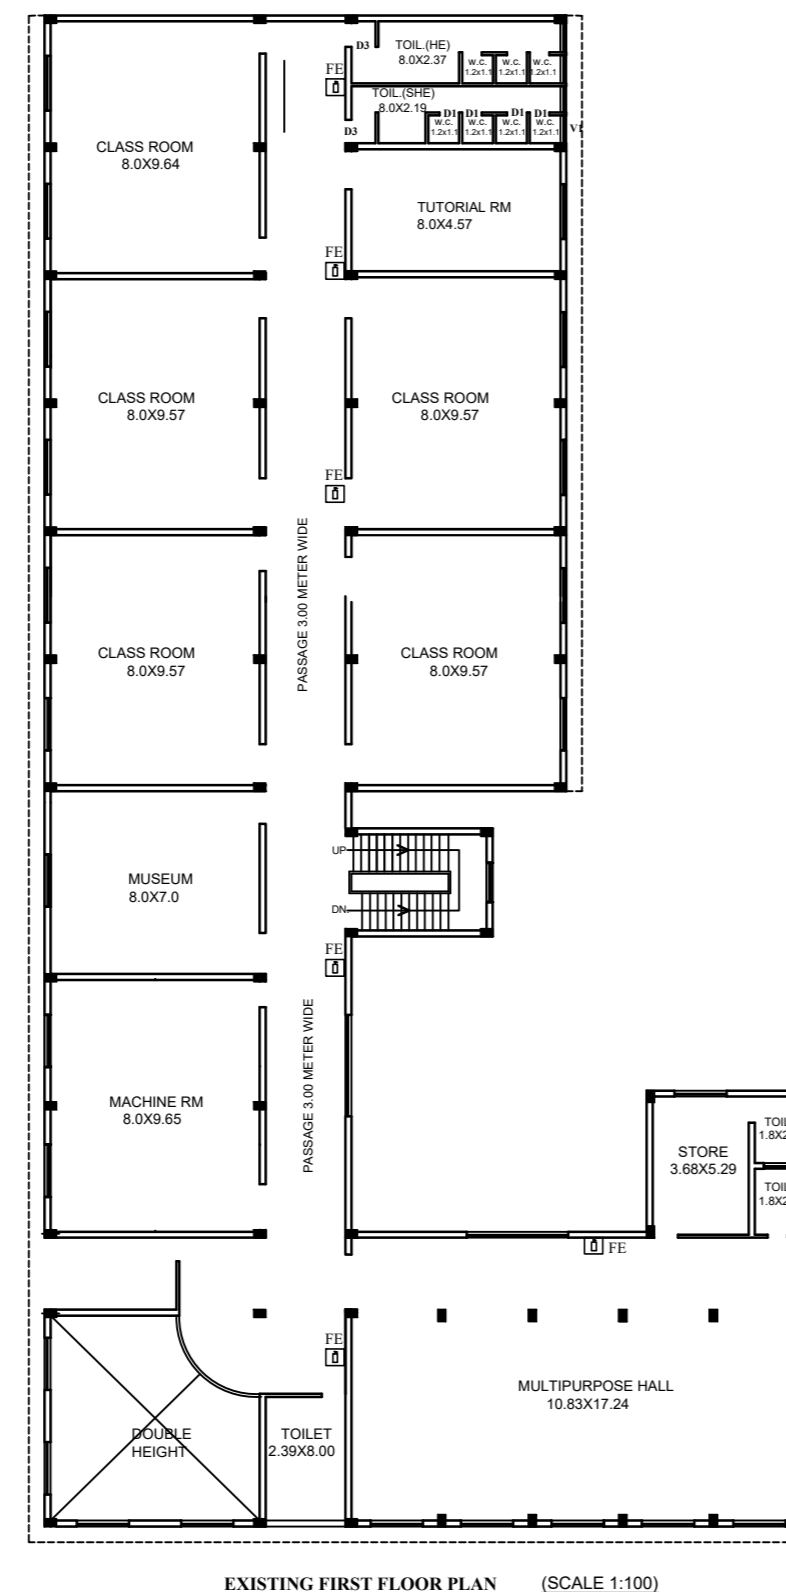 D3
TOIL.(HE)
8.0X2.37
W.C.
1.2x1.1
W.C.
1.2x1.1
W.C.
1.2x1.1
FE
TOIL.(SHE)
8.0X2.19
D1
D1
D1
D1
W.C.
1.2x1.1
W.C.
1.2x1.1
W.C.
1.2x1.1
W.C.
1.2x1.1
D3
V1
CLASS ROOM
8.0X9.64
TUTORIAL RM
8.0X4.57
FE
CLASS ROOM
8.0X9.57
CLASS ROOM
8.0X9.57
FE
PASSAGE 3.00 METER WIDE
CLASS ROOM
8.0X9.57
CLASS ROOM
8.0X9.57
UP
MUSEUM
8.0X7.0
DN.
FE
PASSAGE 3.00 METER WIDE
MACHINE RM
8.0X9.65
STORE
3.68X5.29
FE
FE
MULTIPURPOSE HALL
10.83X17.24
DOUBLE
HEIGHT
TOILET
2.39X8.00
EXISTING FIRST FLOOR PLAN (SCALE 1:100)